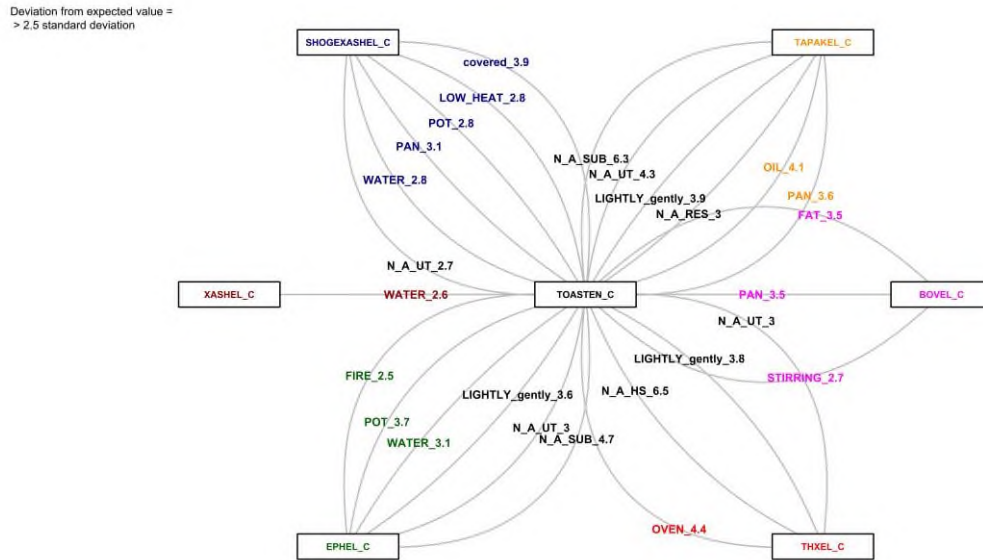 Deviation from expected value =
> 2.5 standard deviation
SHOGEXASHEL_C
TAPAKEL_C
covered_3.9
LOW_HEAT_2.8
POT_2.8
PAN_3.1
N_A_SUB_6.3
OIL_4.1
WATER_2.8
N_A_UT_4.3
LIGHTLY_gently_3.9
PAN_3.6
N_A_RES_3
FAT_3.5
N_A_UT_2.7
XASHEL_C
WATER_2.6
TOASTEN_C
PAN_3.5
BOVEL_C
N_A_UT_3
LIGHTLY_gently_3.8
FIRE_2.5
STIRRING_2.7
LIGHTLY_gently_3.6
N_A_HS_6.5
POT_3.7
N_A_UT_3
WATER_3.1
N_A_SUB_4.7
OVEN_4.4
EPHEL_C
THXEL_C